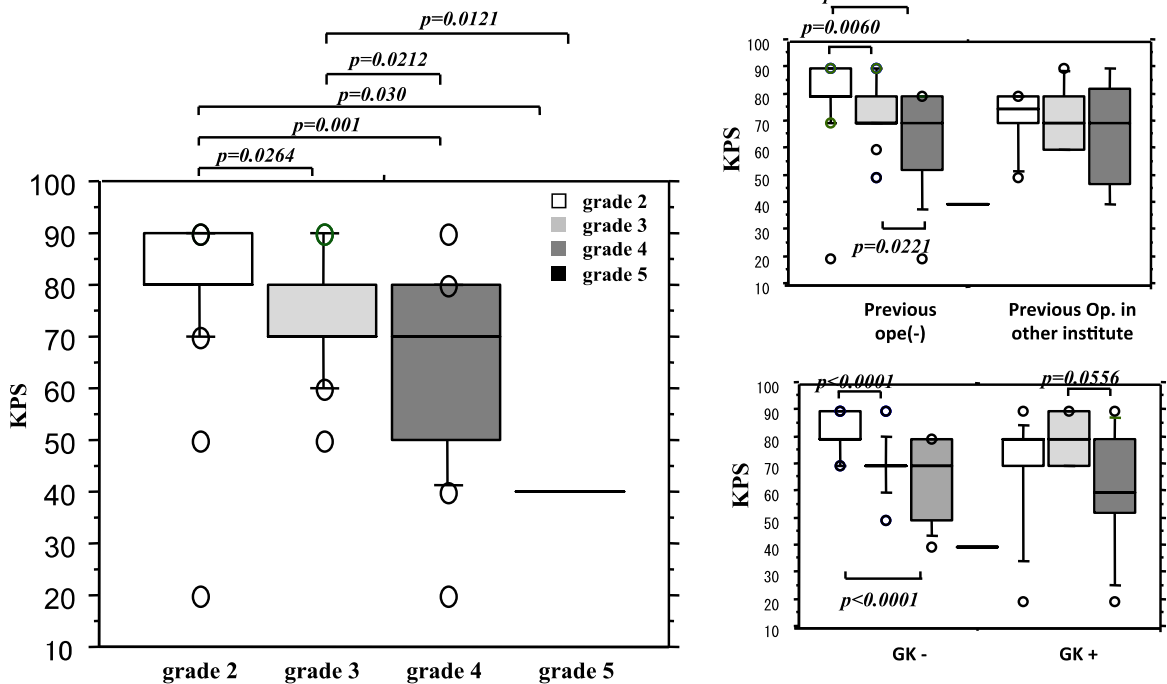 p=0.0121
p=0.0212
p=0.030
p=0.001
p=0.0264
KPS
100
90
80
70
60
50
40
30
20
10
grade 2
grade 3
grade 4
grade 5
grade 2 grade 3 grade 4 grade 5
p=0.0060
KPS
100
90
80
70
60
50
40
30
20
10
p=0.0221
Previous Previous Op. in
ope(-) other institute
p<0.0001 p=0.0556
KPS
100
90
80
70
60
50
40
30
20
10
p<0.0001
GK - GK +